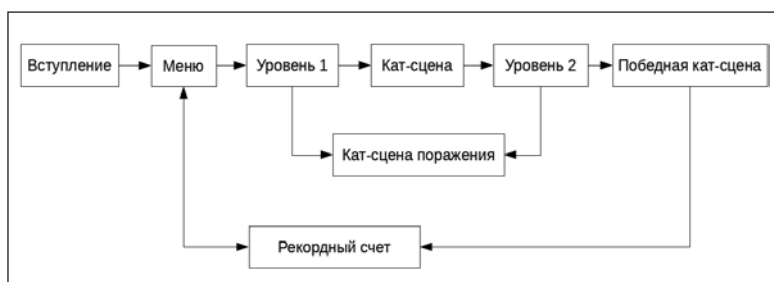 Вступление
Меню
Уровень 1
Кат-сцена
Уровень 2
Победная кат-сцена
Кат-сцена поражения
Рекордный счет